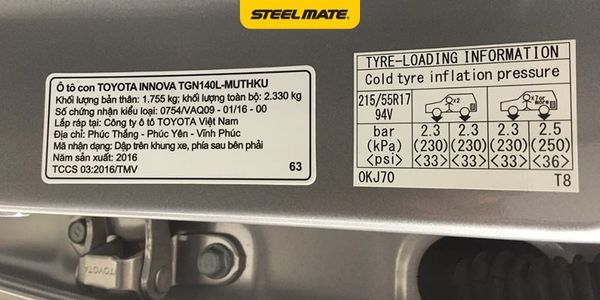 STEEL MATE
Ô tô con TOYOTA INNOVA TGN140L-MUTHKU
Khối lượng bản thân: 1.755 kg; khối lượng toàn bộ: 2.330 kg
Số chứng nhận kiểu loại: 0754/VAQ09 - 01/16 - 00
Lắp ráp tại: Công ty ô tô TOYOTA Việt Nam
Địa chỉ: Phúc Thắng - Phúc Yên - Vĩnh Phúc
Mã nhận dạng: Dập trên khung xe, phía sau bên phải
Năm sản xuất: 2016
TCCS 03:2016/TMV 63
TYRE-LOADING INFORMATION
Cold tyre inflation pressure
215/55R17
94V
x2
bar 2.3 2.3 2.3 2.5
(kPa) (230) (230) (230) (250)
<psi> <33> <33> <33> <36>
0KJ70 T8
TOYOTA